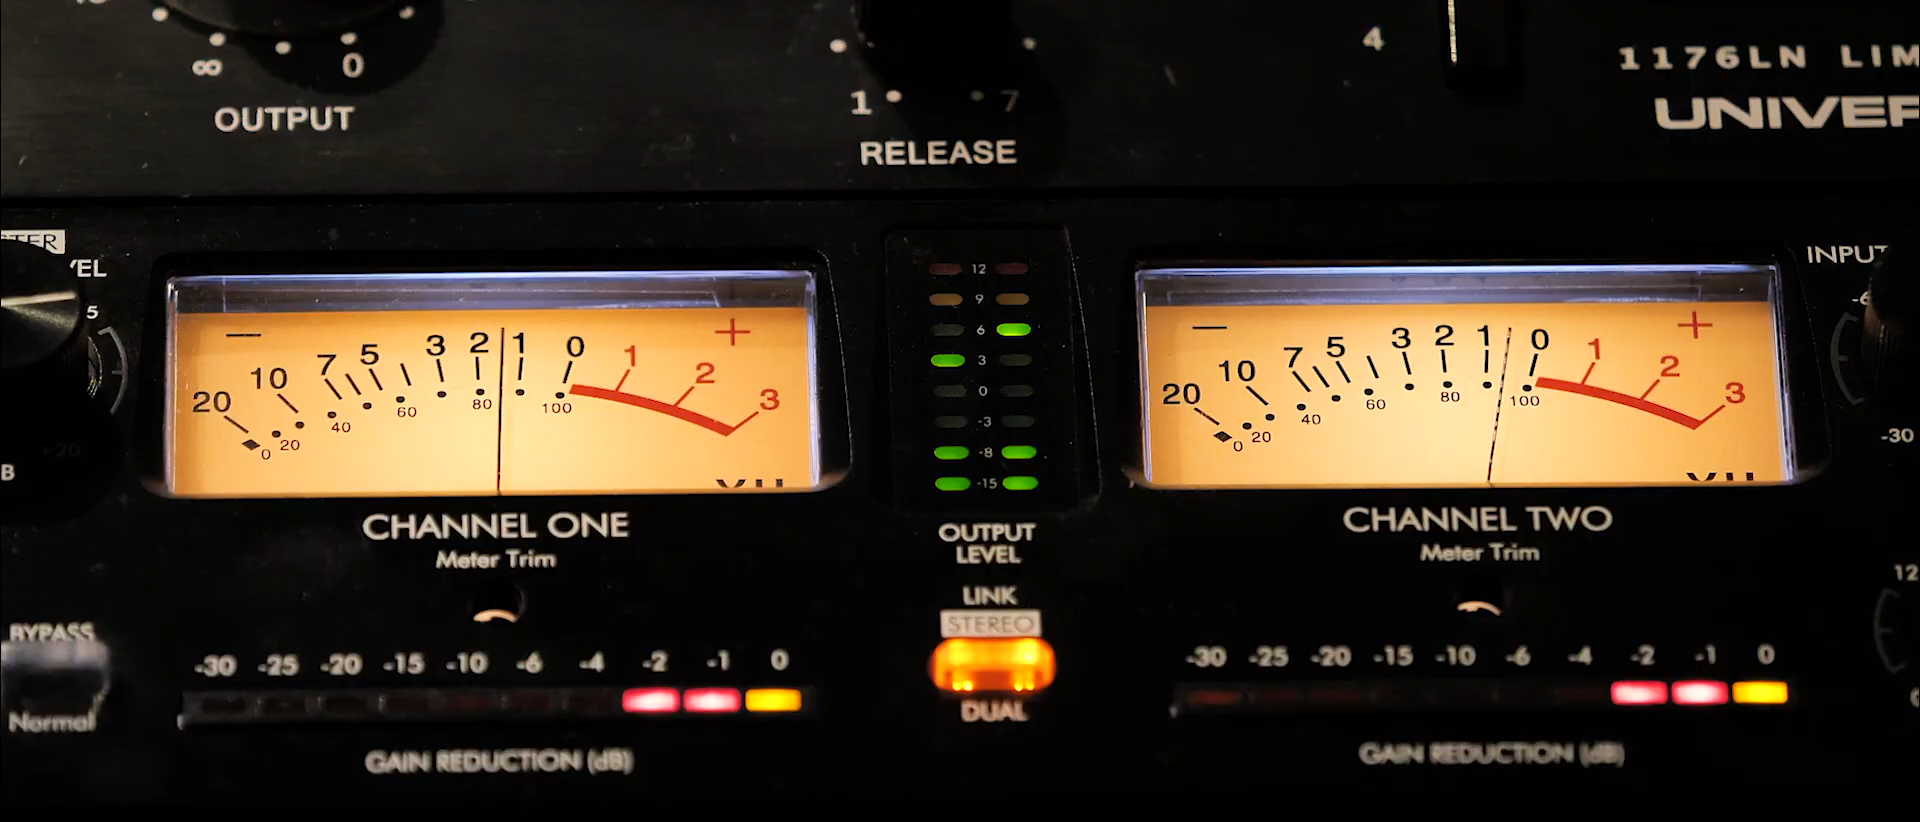 ∞ 0
OUTPUT
1 7
RELEASE
4
1176LN LIM
UNIVER
VEL
5
+20
B
BYPASS
Normal
− +
20 10 7 5 3 2 1 0 1 2 3
0 20 40 60 80 100
VU
CHANNEL ONE
Meter Trim
-30 -25 -20 -15 -10 -6 -4 -2 -1 0
GAIN REDUCTION (dB)
12
9
6
3
0
-3
-8
-15
OUTPUT
LEVEL
LINK
STEREO
DUAL
− +
20 10 7 5 3 2 1 0 1 2 3
0 20 40 60 80 100
VU
CHANNEL TWO
Meter Trim
-30 -25 -20 -15 -10 -6 -4 -2 -1 0
GAIN REDUCTION (dB)
INPUT
-6
-30
12